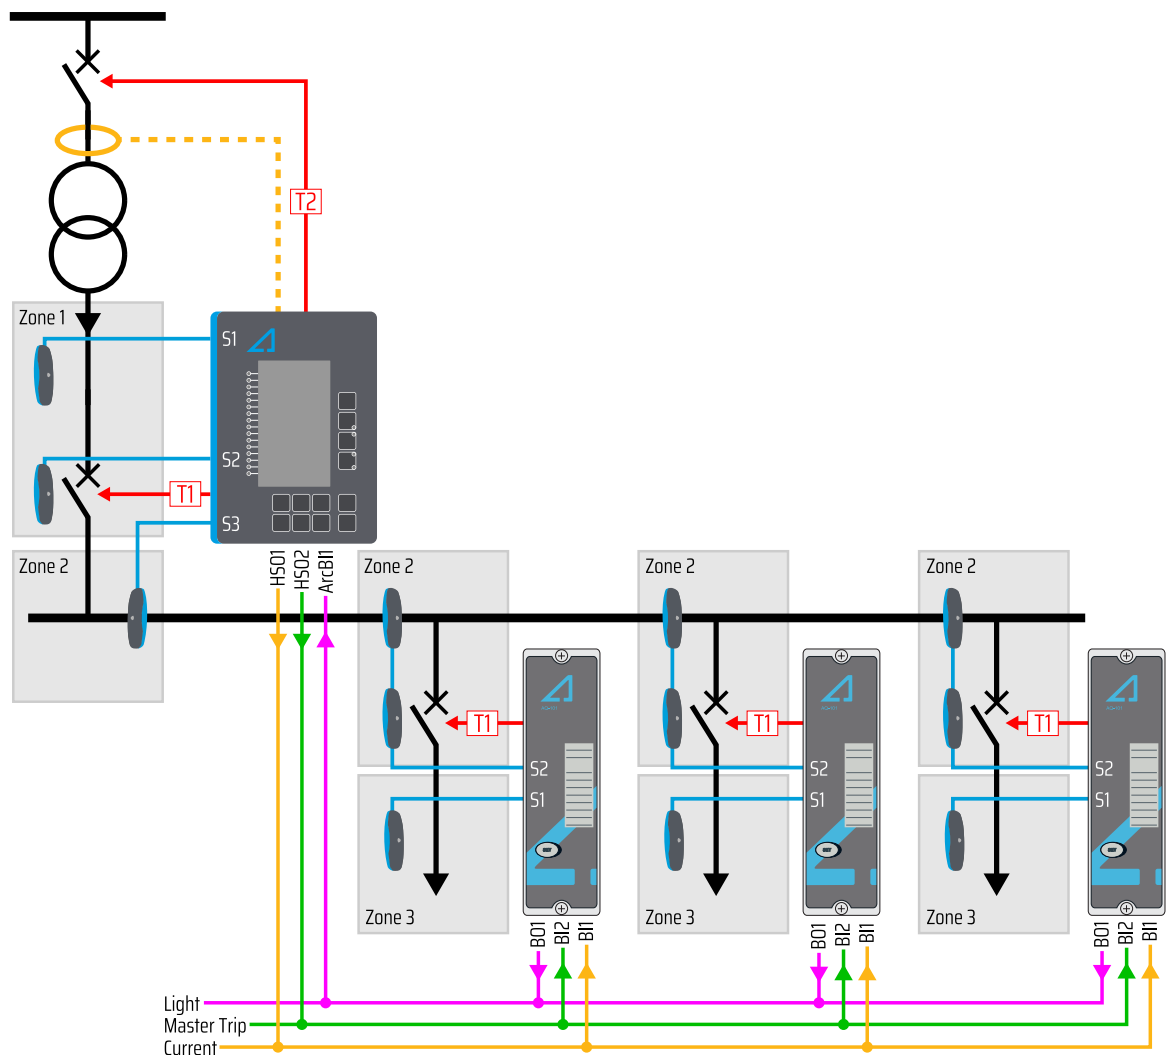 T2
Zone 1
S1
S2
T1
S3
Zone 2
HSO1
HSO2
ArcBI1
Zone 2
Zone 2
Zone 2
T1
T1
T1
S2
S2
S2
S1
S1
S1
Zone 3
Zone 3
Zone 3
BO1
BI2
BI1
BO1
BI2
BI1
BO1
BI2
BI1
Light
Master Trip
Current